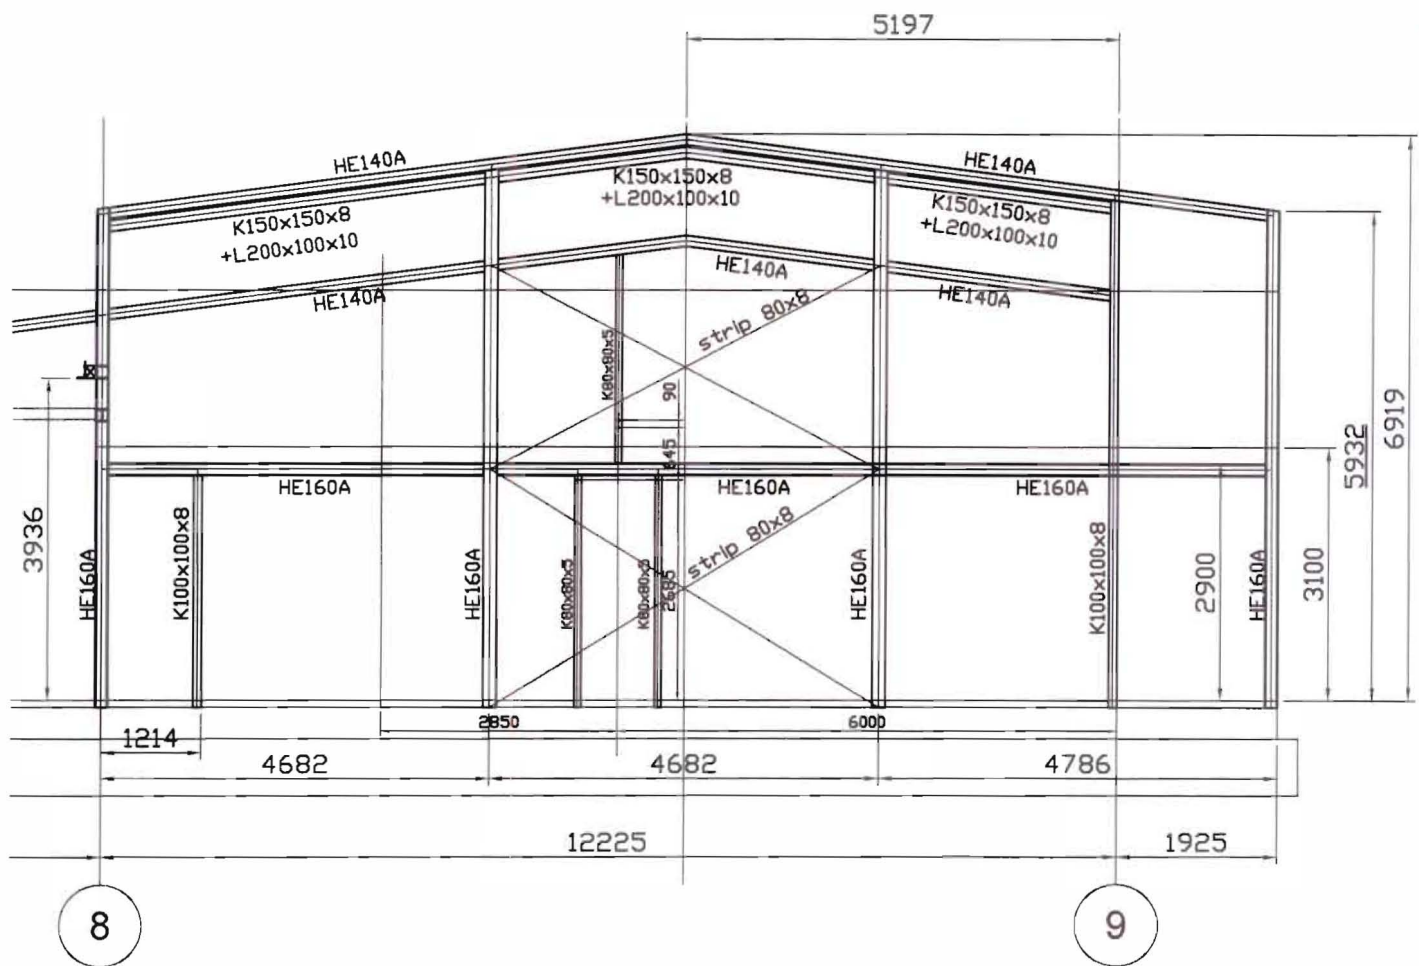 5197
HE140A
HE140A
K150x150x8
+L200x100x10
K150x150x8
+L200x100x10
K150x150x8
+L200x100x10
HE140A
HE140A
HE140A
strip 80x8
K80x80x5
90
645
6919
5932
3936
HE160A
HE160A
HE160A
strip 80x8
HE160A
K100x100x8
HE160A
K80x80x5
K80x80x5
2685
HE160A
K100x100x8
2900
HE160A
3100
2850
6000
1214
4682
4682
4786
12225
1925
8
9